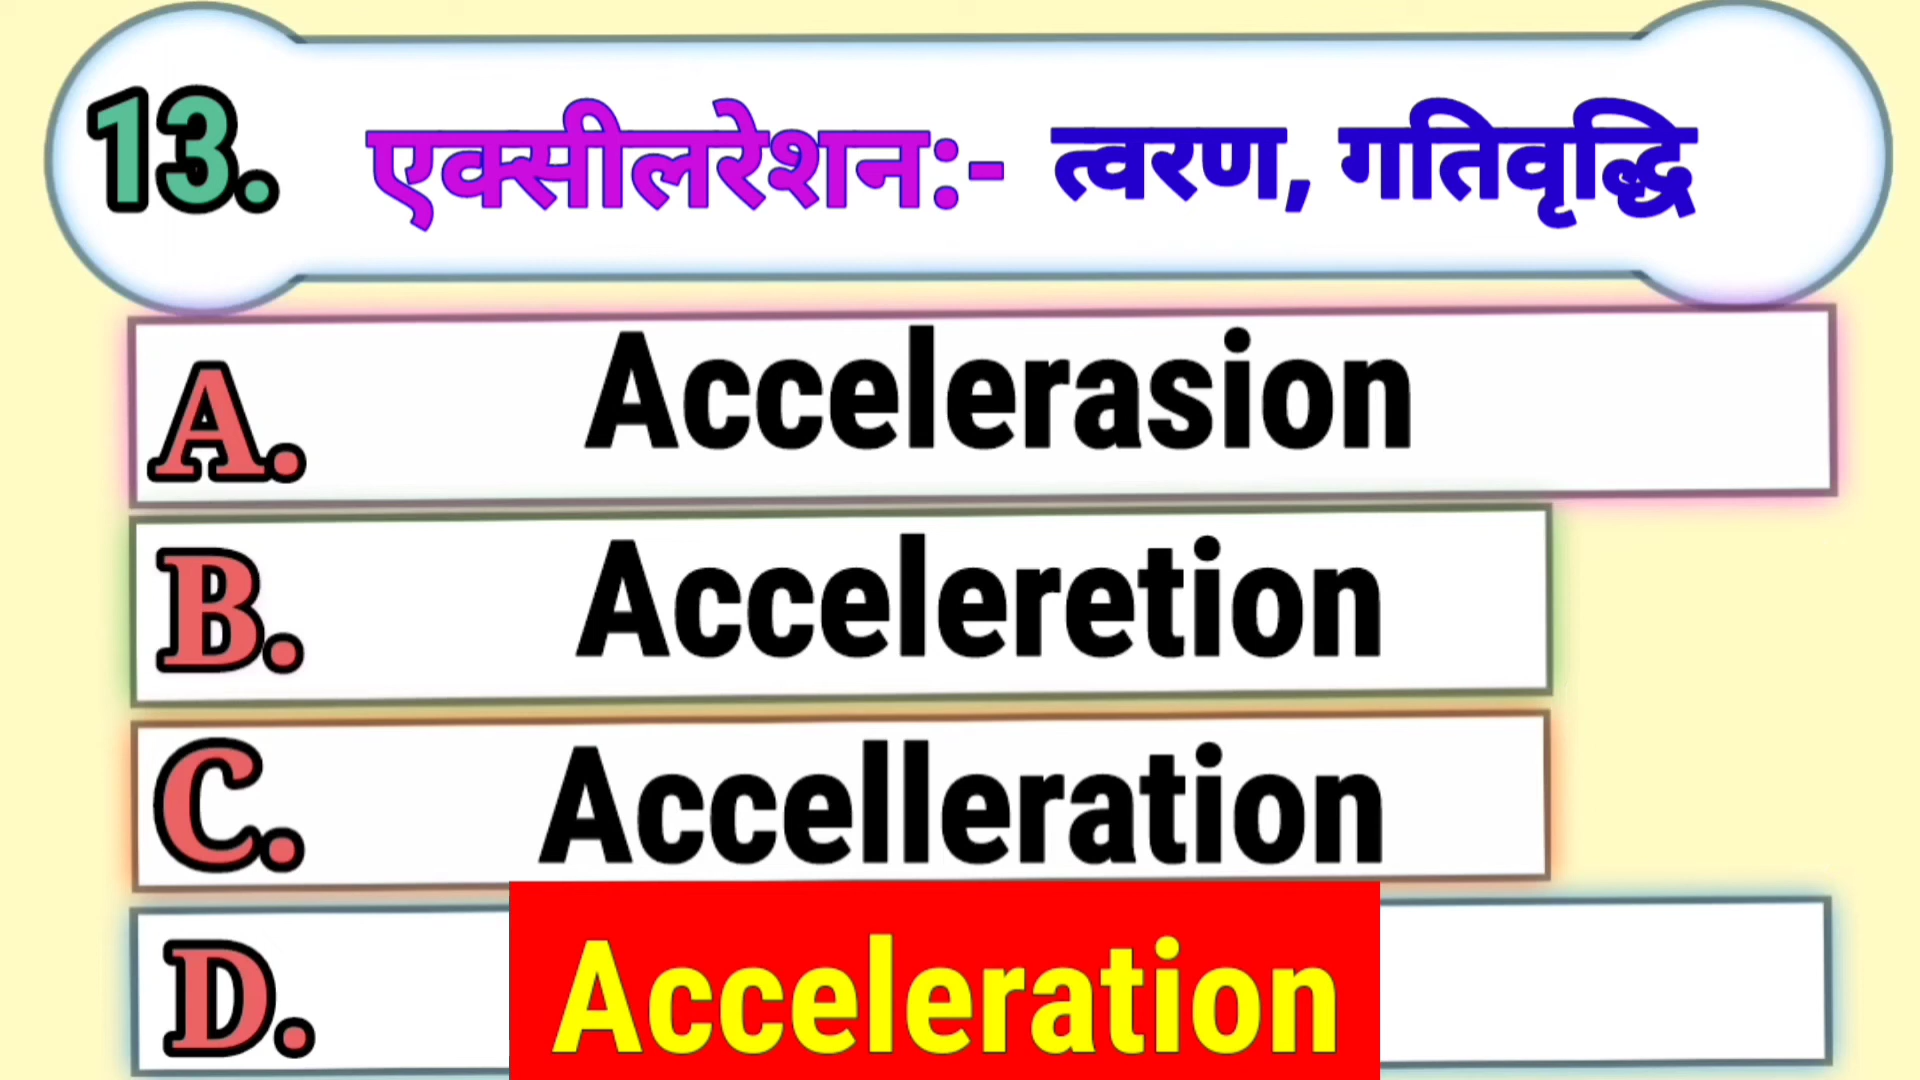 13. एक्सीलरेशन:- त्वरण, गतिवृद्धि
A. Accelerasion
B. Acceleretion
C. Accelleration
D. Acceleration